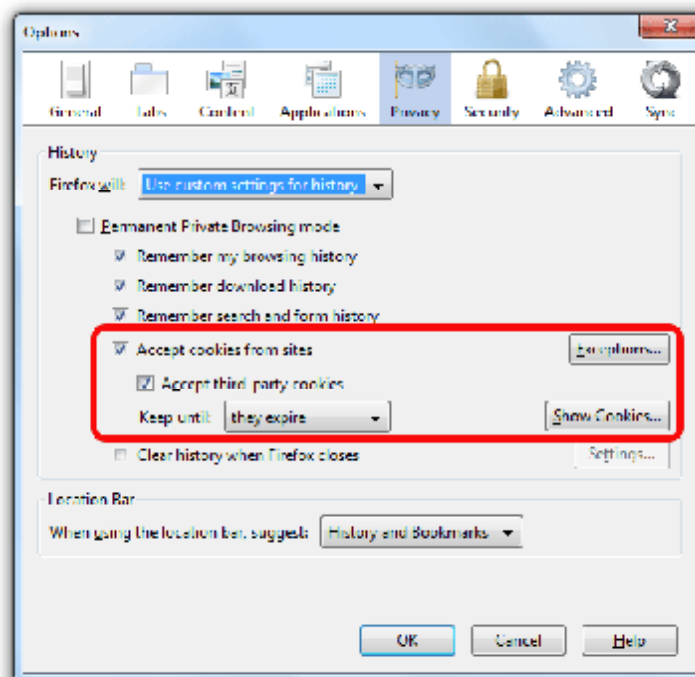 Options
General Tabs Content Applications Privacy Security Advanced Sync
History
Firefox will: Use custom settings for history
Permanent Private Browsing mode
Remember my browsing history
Remember download history
Remember search and form history
Accept cookies from sites Exceptions...
Accept third-party cookies
Keep until: they expire Show Cookies...
Clear history when Firefox closes Settings...
Location Bar
When using the location bar, suggest: History and Bookmarks
OK Cancel Help